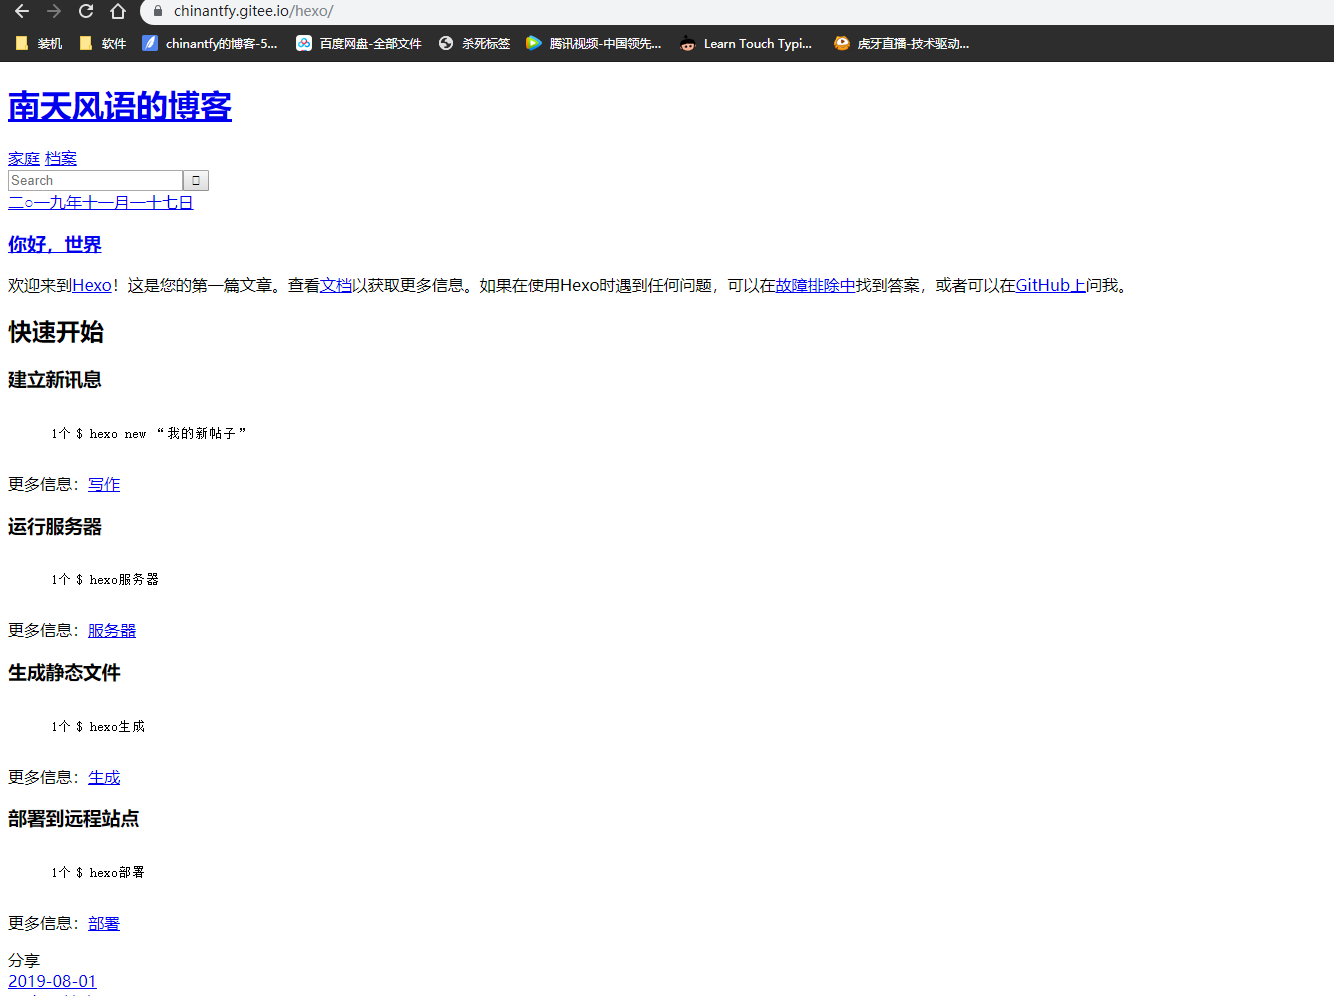 chinantfy.gitee.io/hexo/
装机 软件 chinantfy的博客-5... 百度网盘-全部文件 杀死标签 腾讯视频-中国领先... Learn Touch Typi... 虎牙直播-技术驱动...
南天风语的博客
家庭 档案
Search
二○一九年十一月一十七日
你好，世界
欢迎来到Hexo！这是您的第一篇文章。查看文档以获取更多信息。如果在使用Hexo时遇到任何问题，可以在故障排除中找到答案，或者可以在GitHub上问我。
快速开始
建立新讯息
1个 $ hexo new “我的新帖子”
更多信息：写作
运行服务器
1个 $ hexo服务器
更多信息：服务器
生成静态文件
1个 $ hexo生成
更多信息：生成
部署到远程站点
1个 $ hexo部署
更多信息：部署
分享
2019-08-01